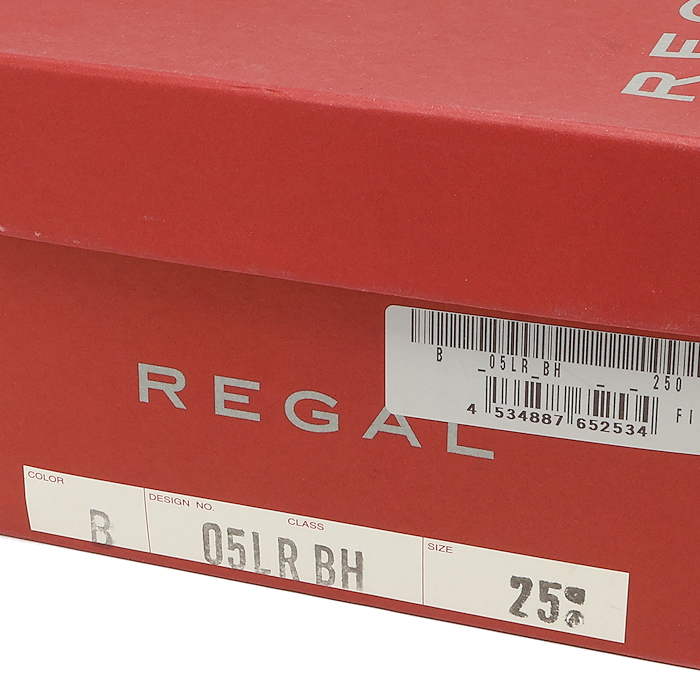 REG
B _05LR_BH _ _ 250
4 534887 652534 FI
REGAL
COLOR DESIGN NO. CLASS SIZE
B 05LR BH 25